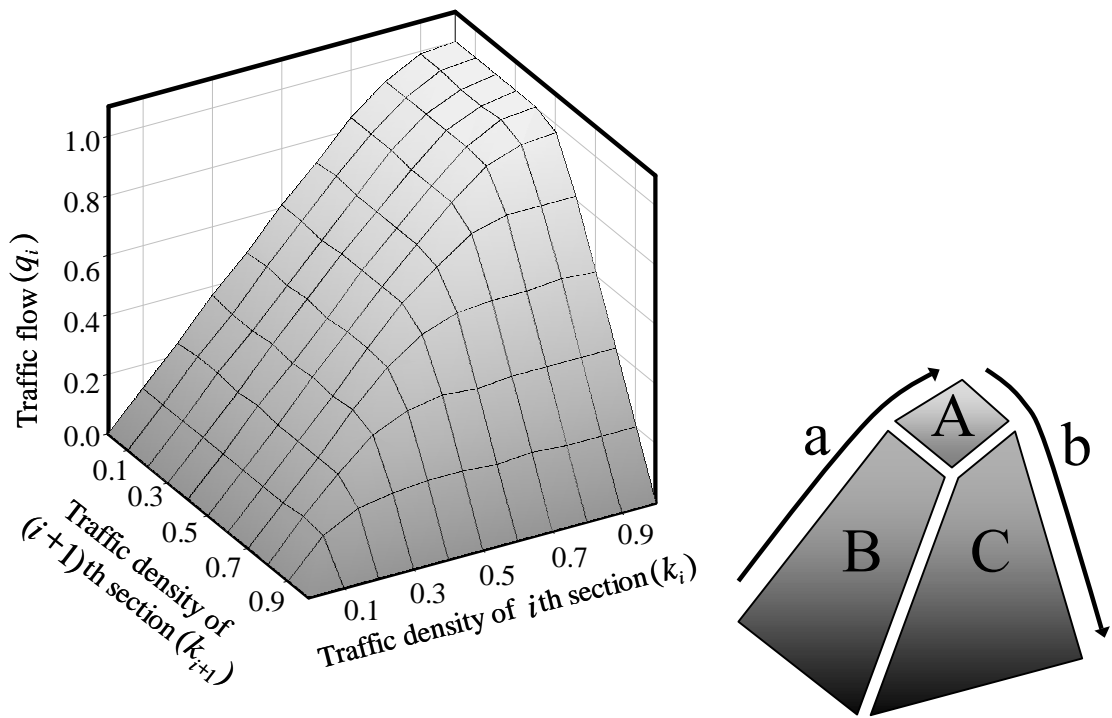 1.0
0.8
0.6
0.4
0.2
0.0
Traffic flow (qᵢ)
0.1
0.3
0.5
0.7
0.9
Traffic density of
(i+1)th section (kᵢ₊₁)
0.1
0.3
0.5
0.7
0.9
Traffic density of ith section (kᵢ)
a
A
b
B
C